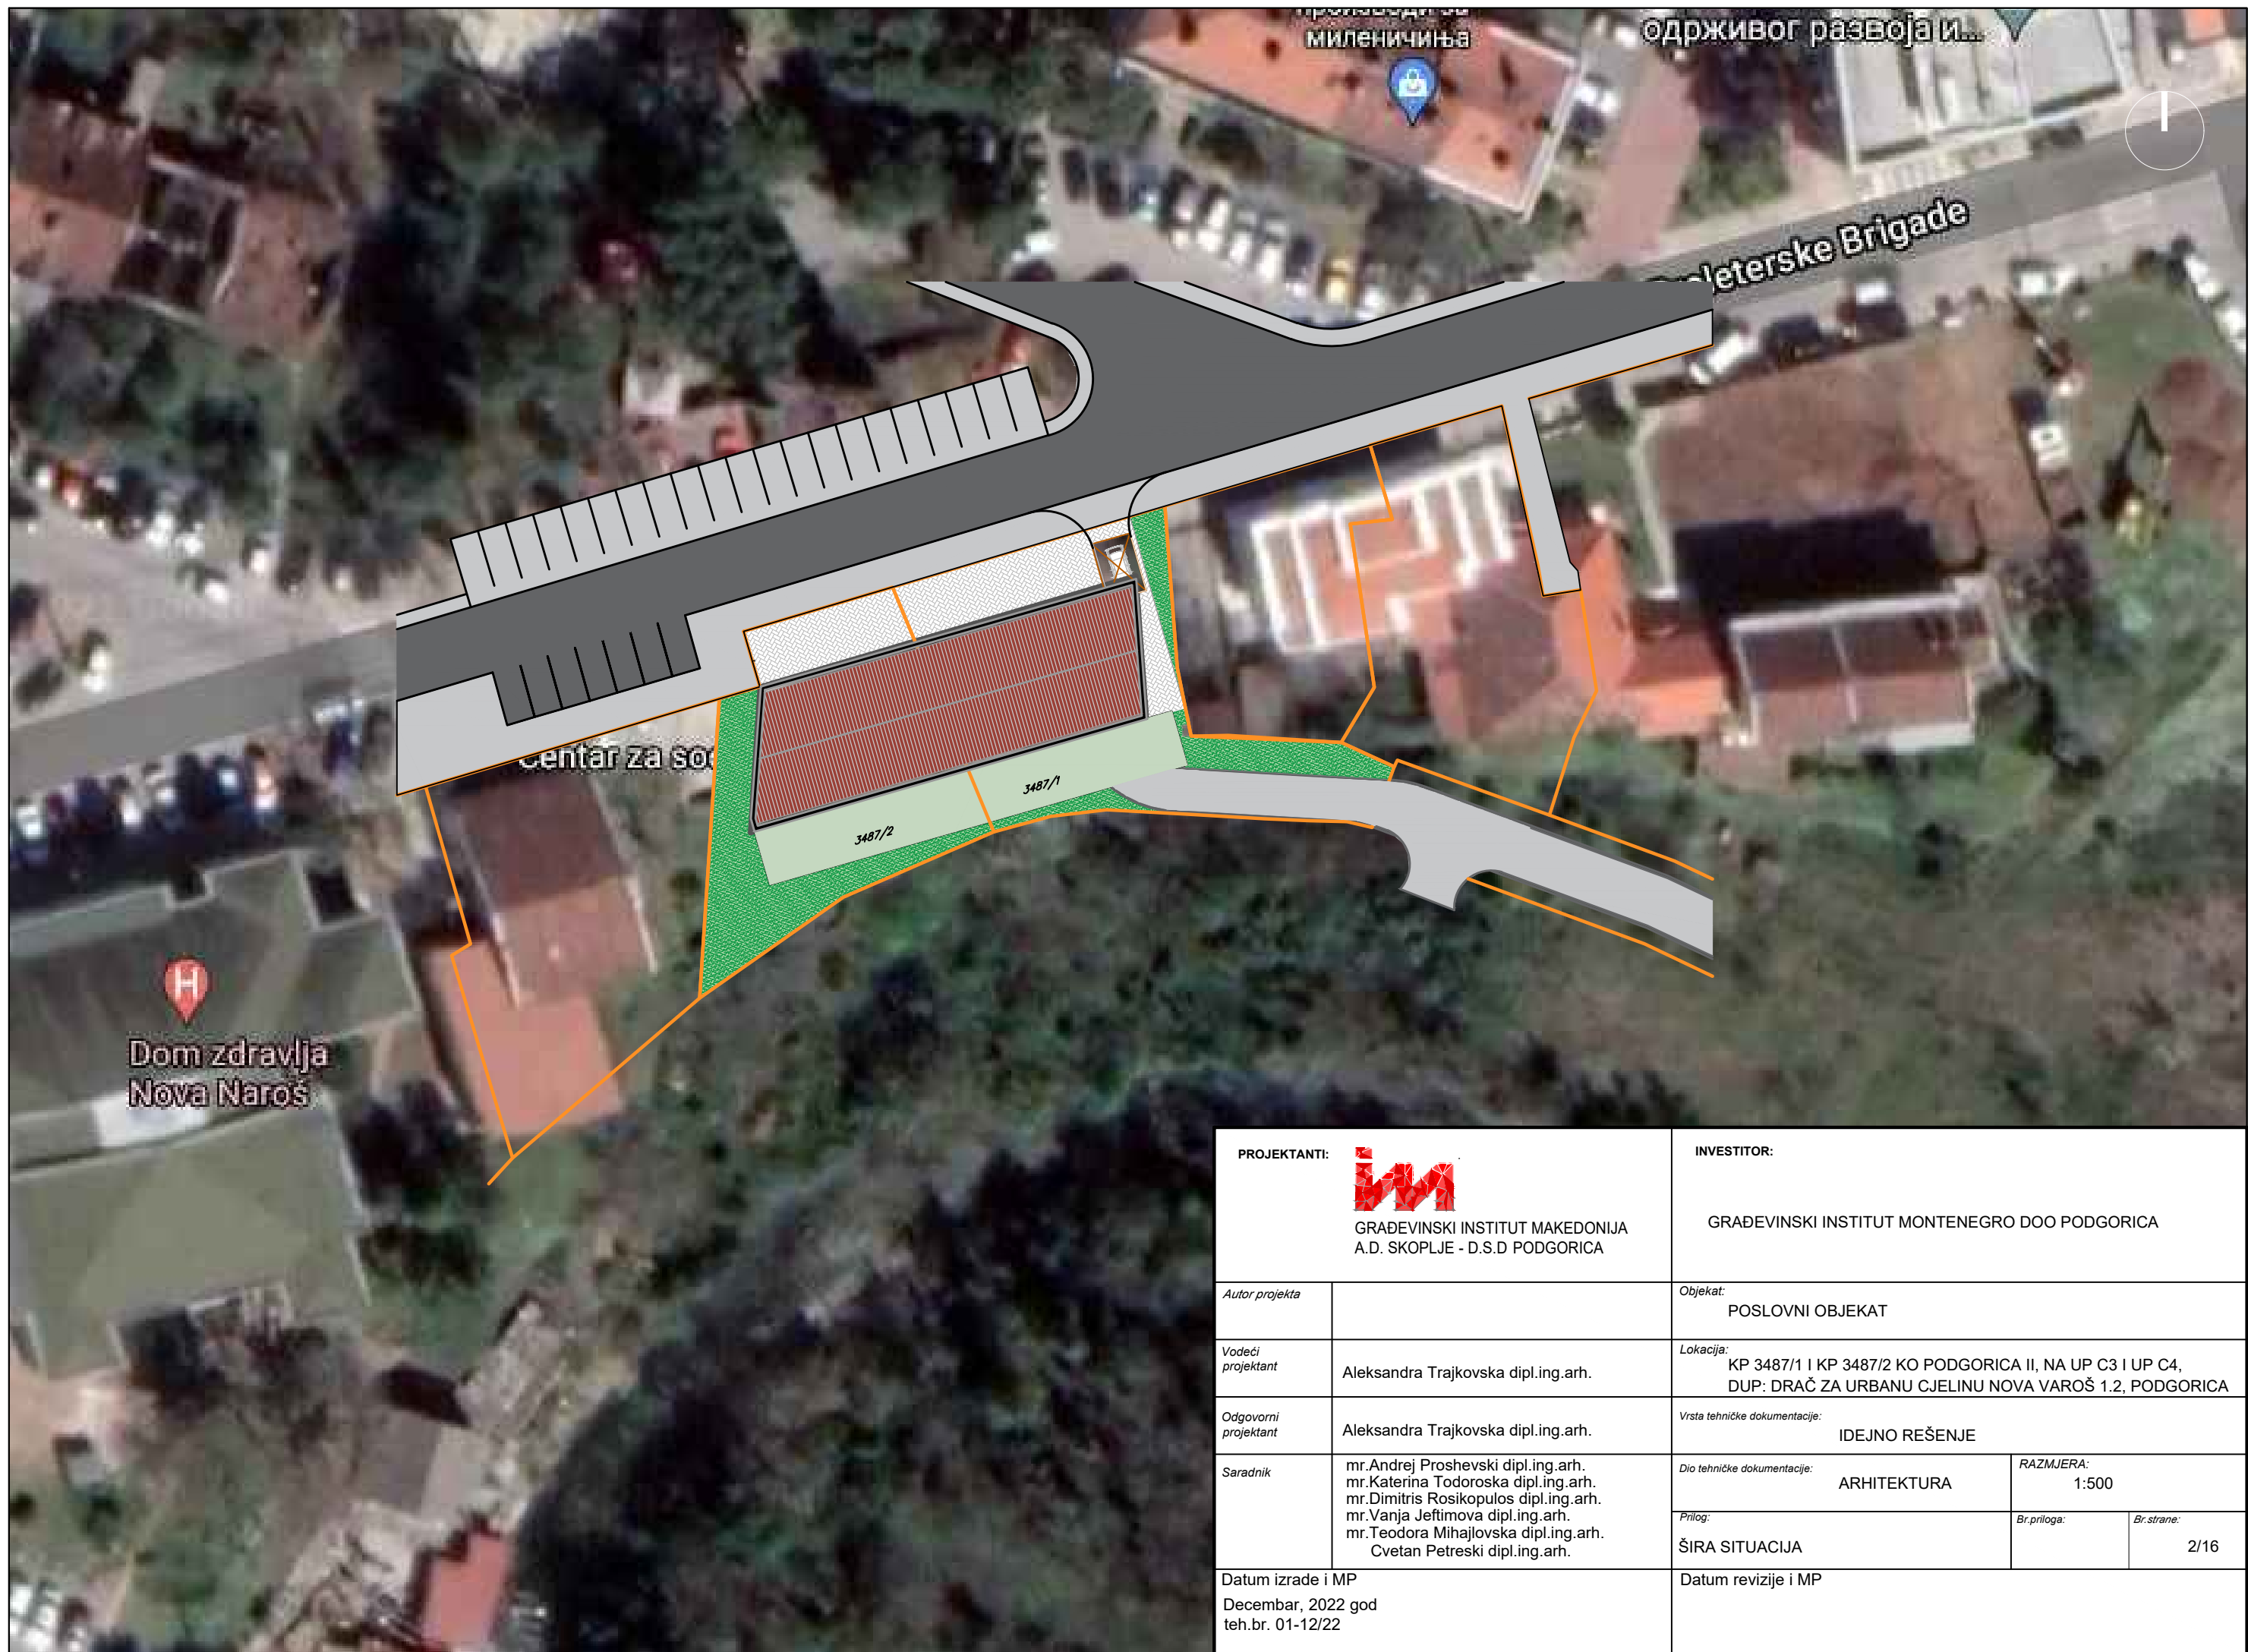 производи за
миленичиња
одрживог развоја и...
Proleterske Brigade
Centar za soc
3487/1
3487/2
H
Dom zdravlja
Nova Naroš
PROJEKTANTI:
GRAĐEVINSKI INSTITUT MAKEDONIJA
A.D. SKOPLJE - D.S.D PODGORICA
INVESTITOR:
GRAĐEVINSKI INSTITUT MONTENEGRO DOO PODGORICA
Autor projekta
Objekat:
POSLOVNI OBJEKAT
Vodeći
projektant
Aleksandra Trajkovska dipl.ing.arh.
Lokacija:
KP 3487/1 I KP 3487/2 KO PODGORICA II, NA UP C3 I UP C4,
DUP: DRAČ ZA URBANU CJELINU NOVA VAROŠ 1.2, PODGORICA
Odgovorni
projektant
Aleksandra Trajkovska dipl.ing.arh.
Vrsta tehničke dokumentacije:
IDEJNO REŠENJE
Saradnik
mr.Andrej Proshevski dipl.ing.arh.
mr.Katerina Todoroska dipl.ing.arh.
mr.Dimitris Rosikopulos dipl.ing.arh.
mr.Vanja Jeftimova dipl.ing.arh.
mr.Teodora Mihajlovska dipl.ing.arh.
Cvetan Petreski dipl.ing.arh.
Dio tehničke dokumentacije:
ARHITEKTURA
RAZMJERA:
1:500
Prilog:
ŠIRA SITUACIJA
Br.priloga:
Br.strane:
2/16
Datum izrade i MP
Decembar, 2022 god
teh.br. 01-12/22
Datum revizije i MP